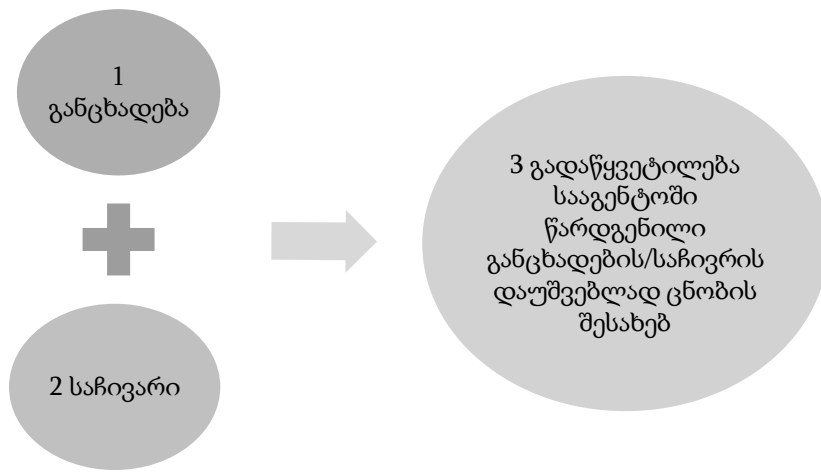 1
განცხადება
2 საჩივარი
3 გადაწყვეტილება
სააგენტოში
წარდგენილი
განცხადების/საჩივრის
დაუშვებლად ცნობის
შესახებ